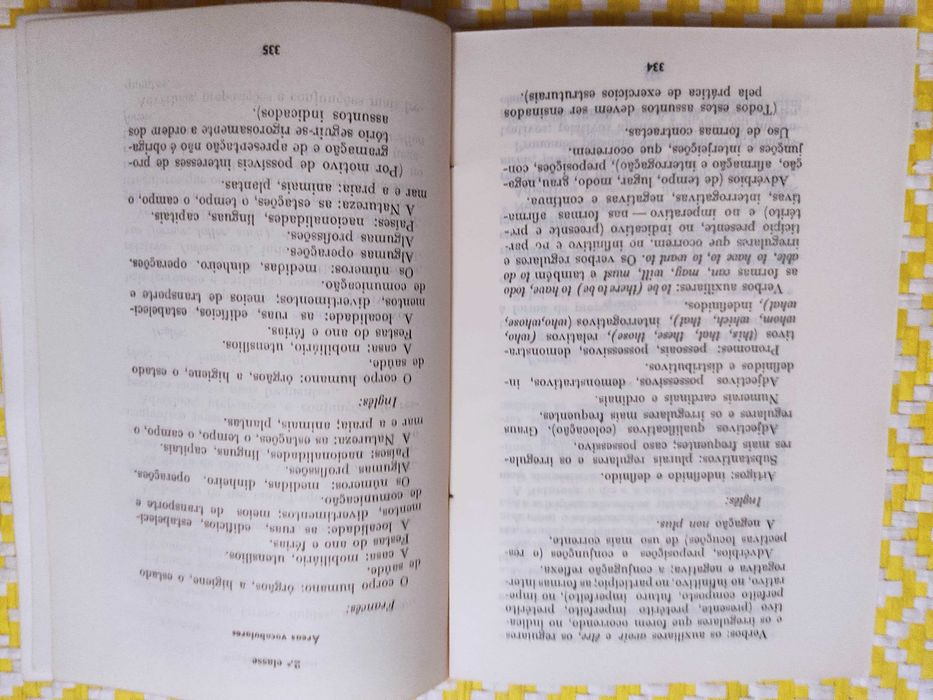 Verbos: os auxiliares avoir e être, os regulares
e os irregulares que forem ocorrendo, no indica-
tivo (presente, pretérito imperfeito, pretérito
perfeito composto, futuro imperfeito), no impe-
rativo, no infinitivo, no particípio; as formas inter-
rogativa e negativa; a conjugação reflexa.
Advérbios, preposições e conjunções (e res-
pectivas locuções) de uso mais corrente.
A negação non plus.
Inglês:
Artigos: indefinido e definido.
Substantivos: plurais regulares e os irregula-
res mais frequentes; caso possessivo.
Adjectivos qualificativos (colocação). Graus
regulares e os irregulares mais frequentes.
Numerais cardinais e ordinais.
Adjectivos possessivos, demonstrativos, in-
definidos e distributivos.
Pronomes: pessoais, possessivos, demonstra-
tivos (this, that, these, those), relativos (who,
whom, which, that), interrogativos (who, whose,
what), indefinidos.
Verbos auxiliares: to be (there to be) to have, todo
as formas can, may, will, must e também to do
able, to have to, to want to. Os verbos regulares e
irregulares que ocorrerem, no infinitivo e no par-
ticípio presente, no indicativo (presente e pre-
térito) e no imperativo — nas formas afirma-
tivas, interrogativas, negativas e continua.
Advérbios (de tempo, lugar, modo, grau, nega-
ção, afirmação e interrogação), preposições, con-
junções e interjeições, que ocorrerem.
Uso de formas contractas.
(Todos estes assuntos devem ser ensinados
pela prática de exercícios estruturais).
334
2.ª classe
Áreas vocabulares
Francês:
O corpo humano: órgãos, a higiene, o estado
de saúde.
A casa: mobiliário, utensílios.
Festas do ano e férias.
A localidade: as ruas, edifícios, estabeleci-
mentos, divertimentos; meios de transporte e
de comunicação.
Os números: medidas, dinheiro, operações.
Algumas profissões.
Países: nacionalidades, línguas, capitais.
A Natureza: as estações, o tempo, o campo, o
mar e a praia; animais, plantas.
Inglês:
O corpo humano: órgãos, a higiene, o estado
de saúde.
A casa: mobiliário, utensílios.
Festas do ano e férias.
A localidade: as ruas, edifícios, estabeleci-
mentos, divertimentos; meios de transporte e
de comunicação.
Os números: medidas, dinheiro, operações.
Algumas operações.
Algumas profissões.
Países: nacionalidades, línguas, capitais.
A Natureza: as estações, o tempo, o campo, o
mar e a praia; animais, plantas.
(Por motivo de possíveis interesses de pro-
gramação e de apresentação não é obriga-
tório seguir-se rigorosamente a ordem dos
assuntos indicados).
335